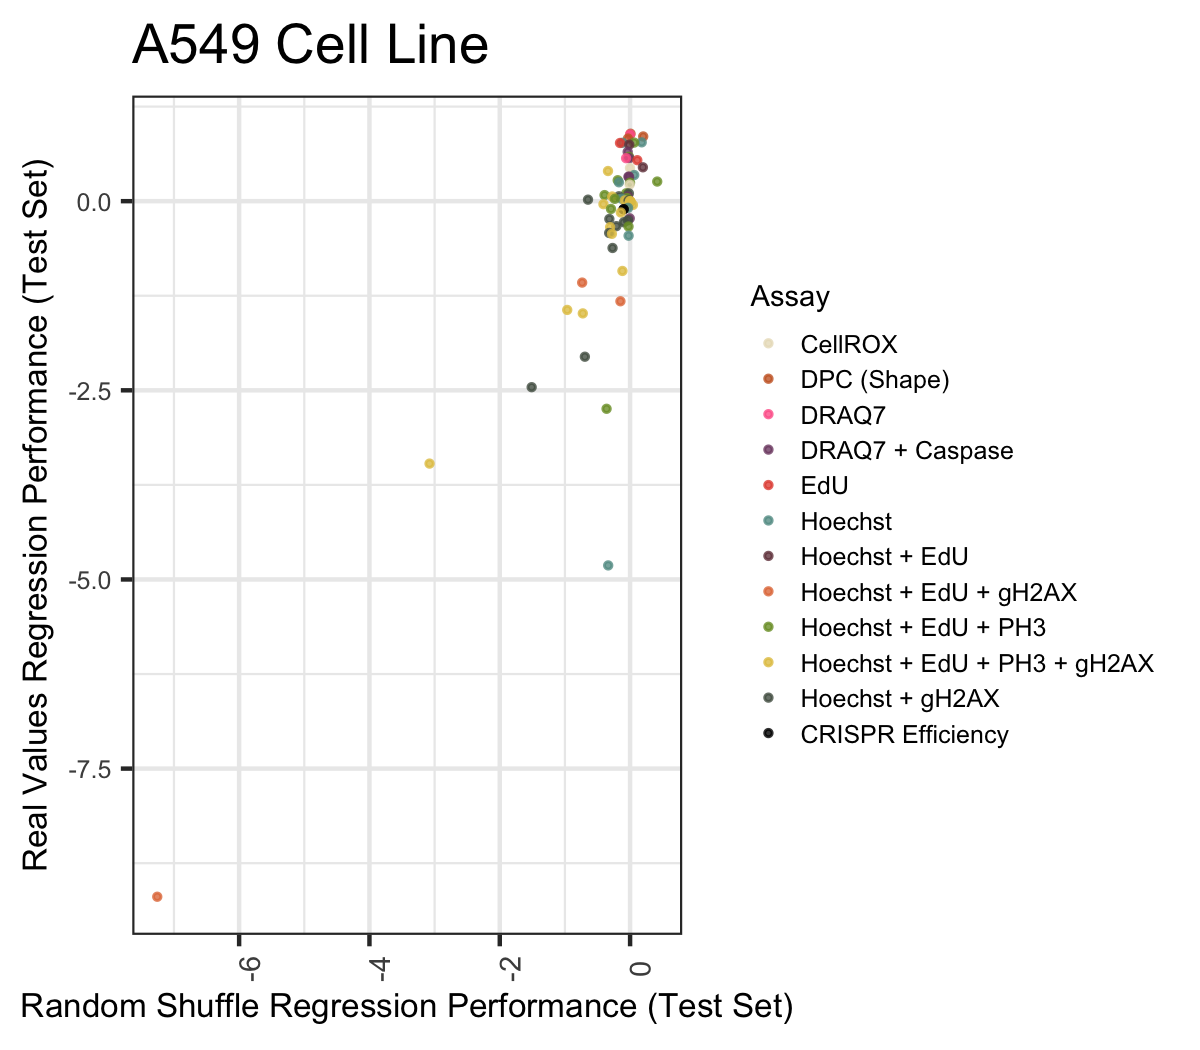 A549 Cell Line
Real Values Regression Performance (Test Set)
0.0
-2.5
-5.0
-7.5
-6
-4
-2
0
Random Shuffle Regression Performance (Test Set)
Assay
CellROX
DPC (Shape)
DRAQ7
DRAQ7 + Caspase
EdU
Hoechst
Hoechst + EdU
Hoechst + EdU + gH2AX
Hoechst + EdU + PH3
Hoechst + EdU + PH3 + gH2AX
Hoechst + gH2AX
CRISPR Efficiency